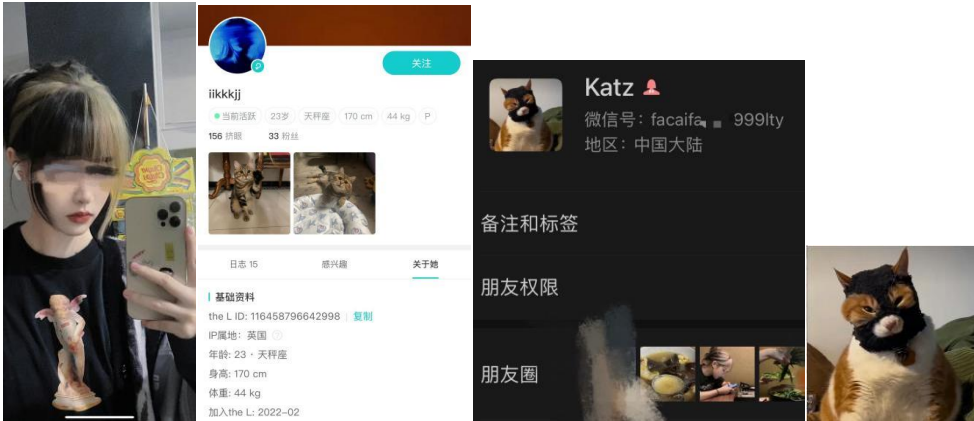 关注
iikkkjj
当前活跃 23岁 天秤座 170 cm 44 kg P
156 挤眼 33 粉丝
日志 15 感兴趣 关于她
基础资料
the L ID: 116458796642998 复制
IP属地: 英国
年龄: 23 · 天秤座
身高: 170 cm
体重: 44 kg
加入the L: 2022-02
Katz
微信号: facaifa 999lty
地区: 中国大陆
备注和标签
朋友权限
朋友圈